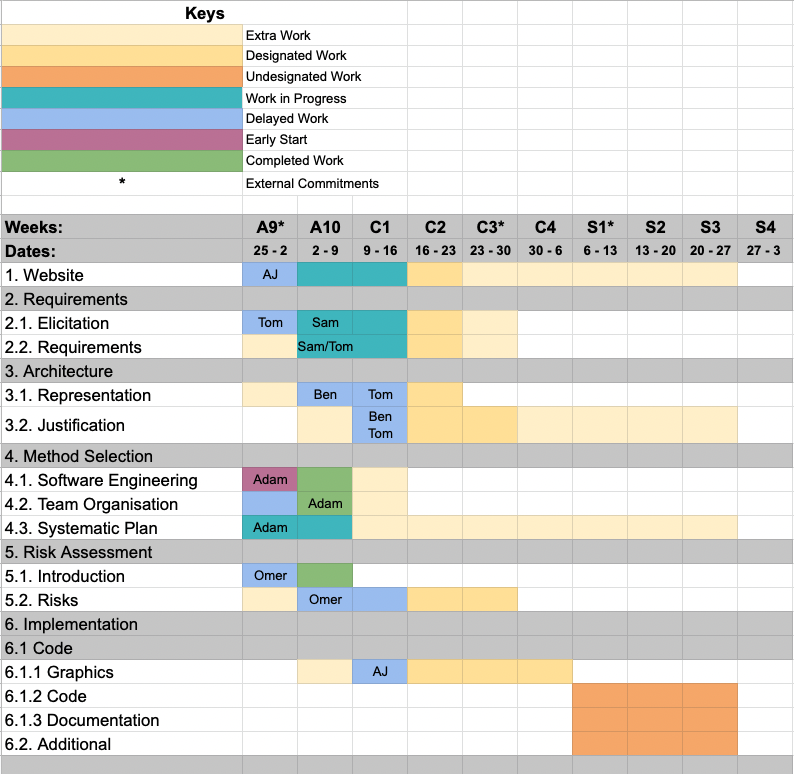 Keys
Extra Work
Designated Work
Undesignated Work
Work in Progress
Delayed Work
Early Start
Completed Work
* External Commitments
Weeks: A9* A10 C1 C2 C3* C4 S1* S2 S3 S4
Dates: 25 - 2 2 - 9 9 - 16 16 - 23 23 - 30 30 - 6 6 - 13 13 - 20 20 - 27 27 - 3
1. Website AJ
2. Requirements
2.1. Elicitation Tom Sam
2.2. Requirements Sam/Tom
3. Architecture
3.1. Representation Ben Tom
3.2. Justification Ben
Tom
4. Method Selection
4.1. Software Engineering Adam
4.2. Team Organisation Adam
4.3. Systematic Plan Adam
5. Risk Assessment
5.1. Introduction Omer
5.2. Risks Omer
6. Implementation
6.1 Code
6.1.1 Graphics AJ
6.1.2 Code
6.1.3 Documentation
6.2. Additional